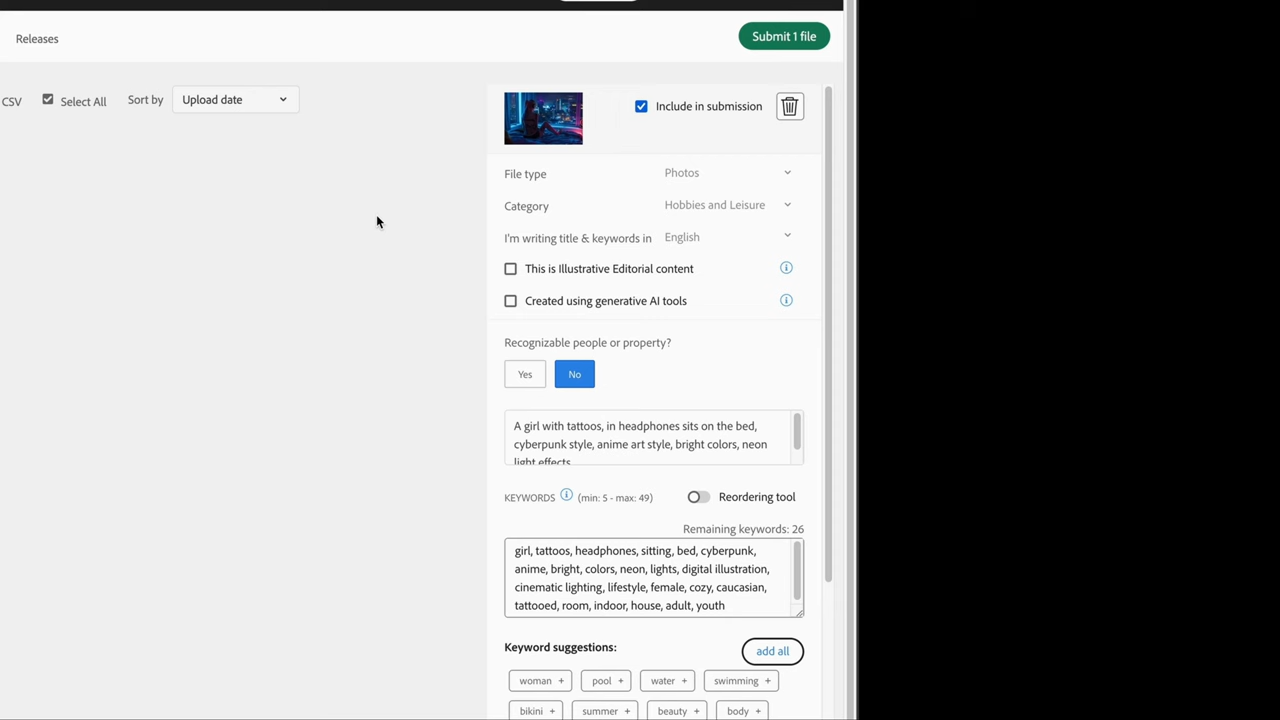 Releases
Submit 1 file
CSV
Select All
Sort by
Upload date
Include in submission
File type
Photos
Category
Hobbies and Leisure
I'm writing title & keywords in
English
This is Illustrative Editorial content
Created using generative AI tools
Recognizable people or property?
Yes
No
A girl with tattoos, in headphones sits on the bed,
cyberpunk style, anime art style, bright colors, neon
light effects
KEYWORDS (min: 5 - max: 49)
Reordering tool
Remaining keywords: 26
girl, tattoos, headphones, sitting, bed, cyberpunk,
anime, bright, colors, neon, lights, digital illustration,
cinematic lighting, lifestyle, female, cozy, caucasian,
tattooed, room, indoor, house, adult, youth
Keyword suggestions:
add all
woman +
pool +
water +
swimming +
bikini +
summer +
beauty +
body +